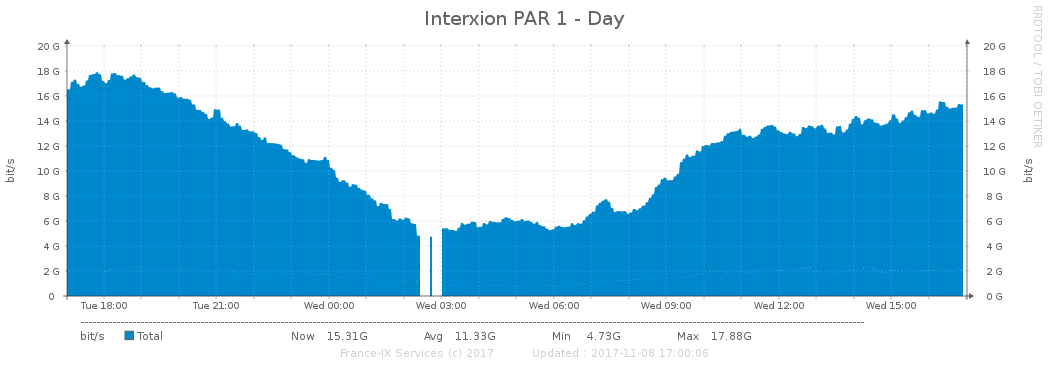 Interxion PAR 1 - Day
RRDTOOL / TOBI OETIKER
20 G 20 G
18 G 18 G
16 G 16 G
14 G 14 G
12 G 12 G
10 G 10 G
8 G 8 G
6 G 6 G
4 G 4 G
2 G 2 G
0 0 G
bit/s
bit/s
Tue 18:00 Tue 21:00 Wed 00:00 Wed 03:00 Wed 06:00 Wed 09:00 Wed 12:00 Wed 15:00
bit/s Total Now 15.31G Avg 11.33G Min 4.73G Max 17.88G
France-IX Services (c) 2017 Updated : 2017-11-08 17:00:06